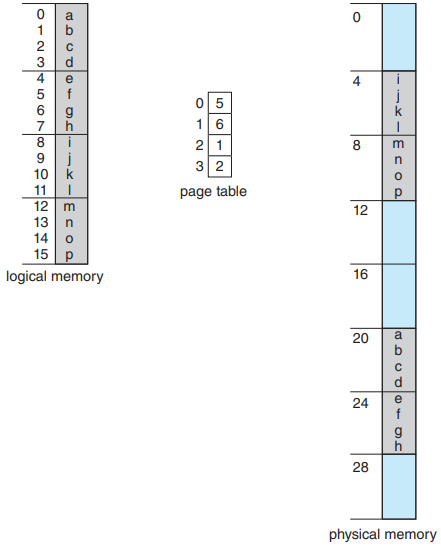 0 a
1 b
2 c
3 d
4 e
5 f
6 g
7 h
8 i
9 j
10 k
11 l
12 m
13 n
14 o
15 p
logical memory
0 5
1 6
2 1
3 2
page table
0
4 i
j
k
l
8 m
n
o
p
12
16
20 a
b
c
d
24 e
f
g
h
28
physical memory